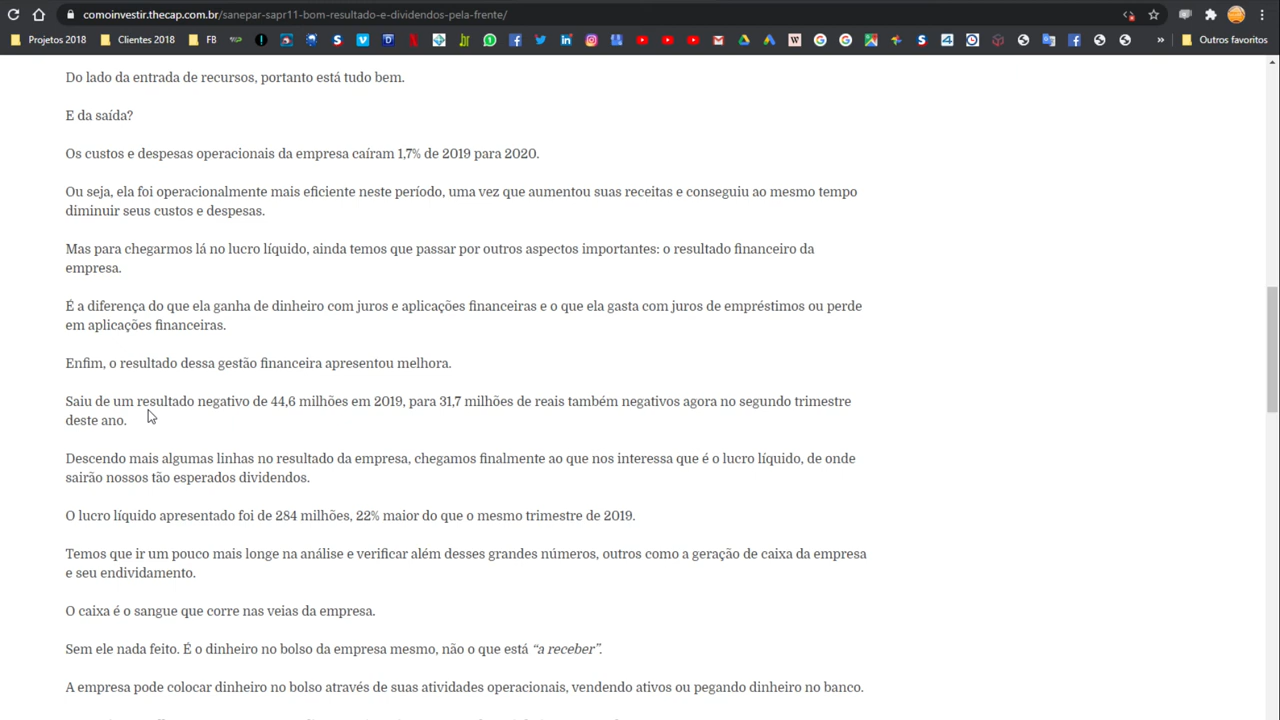 comoinvestir.thecap.com.br/sanepar-sapr11-bom-resultado-e-dividendos-pela-frente/
Projetos 2018
Clientes 2018
FB
Outros favoritos
Do lado da entrada de recursos, portanto está tudo bem.
E da saída?
Os custos e despesas operacionais da empresa caíram 1,7% de 2019 para 2020.
Ou seja, ela foi operacionalmente mais eficiente neste período, uma vez que aumentou suas receitas e conseguiu ao mesmo tempo
diminuir seus custos e despesas.
Mas para chegarmos lá no lucro líquido, ainda temos que passar por outros aspectos importantes: o resultado financeiro da
empresa.
É a diferença do que ela ganha de dinheiro com juros e aplicações financeiras e o que ela gasta com juros de empréstimos ou perde
em aplicações financeiras.
Enfim, o resultado dessa gestão financeira apresentou melhora.
Saiu de um resultado negativo de 44,6 milhões em 2019, para 31,7 milhões de reais também negativos agora no segundo trimestre
deste ano.
Descendo mais algumas linhas no resultado da empresa, chegamos finalmente ao que nos interessa que é o lucro líquido, de onde
sairão nossos tão esperados dividendos.
O lucro líquido apresentado foi de 284 milhões, 22% maior do que o mesmo trimestre de 2019.
Temos que ir um pouco mais longe na análise e verificar além desses grandes números, outros como a geração de caixa da empresa
e seu endividamento.
O caixa é o sangue que corre nas veias da empresa.
Sem ele nada feito. É o dinheiro no bolso da empresa mesmo, não o que está “a receber”.
A empresa pode colocar dinheiro no bolso através de suas atividades operacionais, vendendo ativos ou pegando dinheiro no banco.